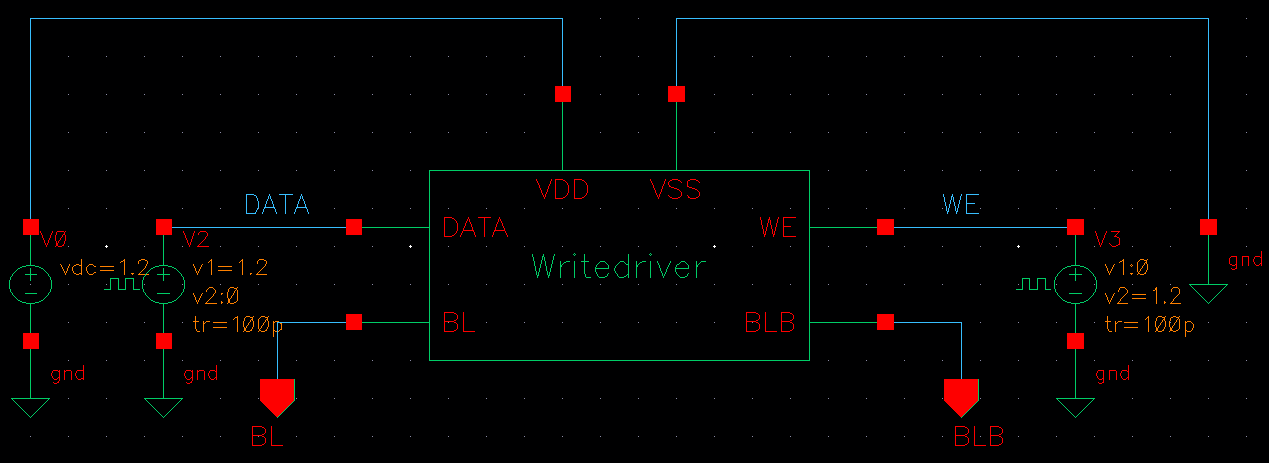 VDD
VSS
DATA
WE
DATA
WE
Writedriver
BL
BLB
V0
vdc=1.2
gnd
V2
v1=1.2
v2:0
tr=100p
gnd
V3
v1:0
v2=1.2
tr=100p
gnd
gnd
BL
BLB